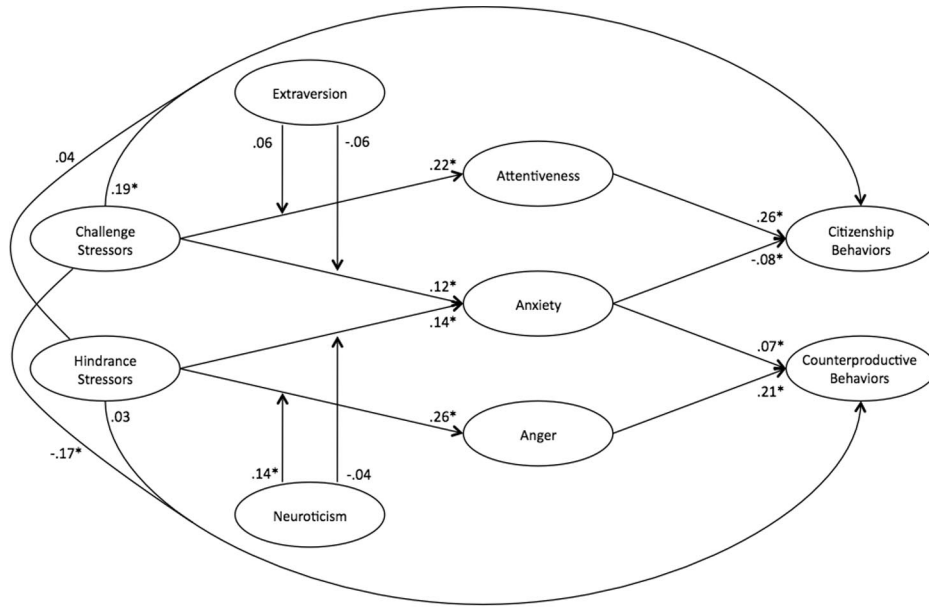 Extraversion
.06
-.06
.04
.22*
Attentiveness
.19*
Challenge
Stressors
.26*
Citizenship
Behaviors
-.08*
.12*
Anxiety
.14*
Hindrance
Stressors
.07*
Counterproductive
Behaviors
.21*
.03
.26*
Anger
-.17*
.14*
-.04
Neuroticism